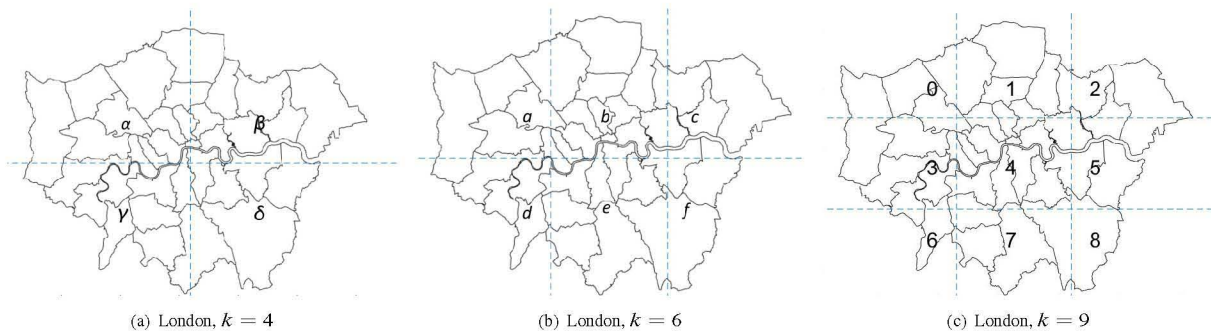 α β
γ δ
(a) London, k = 4
a b c
d e f
(b) London, k = 6
0 1 2
3 4 5
6 7 8
(c) London, k = 9